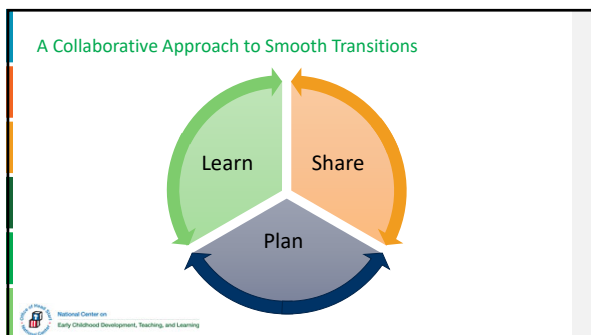 A Collaborative Approach to Smooth Transitions
Learn
Share
Plan
National Center on
Early Childhood Development, Teaching, and Learning